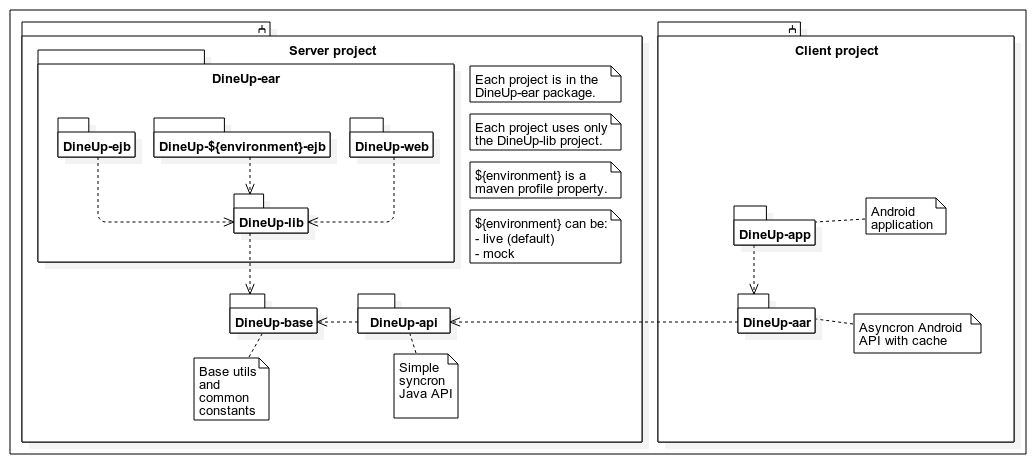 Server project
DineUp-ear
DineUp-ejb
DineUp-${environment}-ejb
DineUp-web
DineUp-lib
Each project is in the
DineUp-ear package.
Each project uses only
the DineUp-lib project.
${environment} is a
maven profile property.
${environment} can be:
- live (default)
- mock
DineUp-base
DineUp-api
Base utils
and
common
constants
Simple
syncron
Java API
Client project
DineUp-app
Android
application
DineUp-aar
Asyncron Android
API with cache